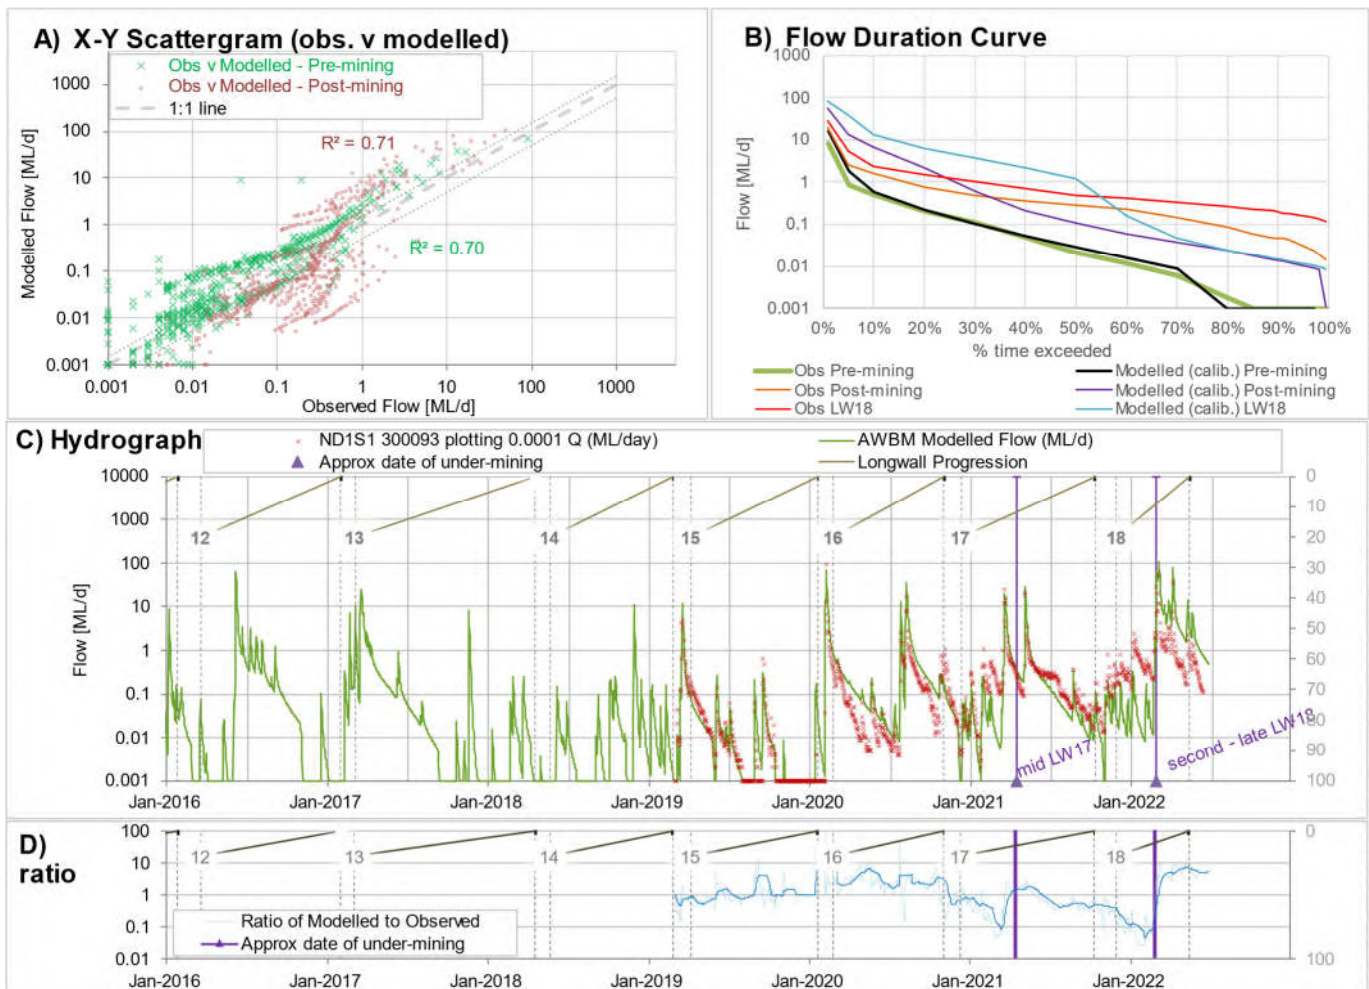 A) X-Y Scattergram (obs. v modelled)
Obs v Modelled - Pre-mining
Obs v Modelled - Post-mining
1:1 line
R² = 0.71
R² = 0.70
Modelled Flow [ML/d]
1000
100
10
1
0.1
0.01
0.001
0.001 0.01 0.1 1 10 100 1000
Observed Flow [ML/d]
B) Flow Duration Curve
Flow [ML/d]
1000
100
10
1
0.1
0.01
0.001
0% 10% 20% 30% 40% 50% 60% 70% 80% 90% 100%
% time exceeded
Obs Pre-mining
Modelled (calib.) Pre-mining
Obs Post-mining
Modelled (calib.) Post-mining
Obs LW18
Modelled (calib.) LW18
C) Hydrograph
ND1S1 300093 plotting 0.0001 Q (ML/day)
AWBM Modelled Flow (ML/d)
Approx date of under-mining
Longwall Progression
Flow [ML/d]
10000
1000
100
10
1
0.1
0.01
0.001
0
10
20
30
40
50
60
70
80
90
100
12 13 14 15 16 17 18
mid LW17
second - late LW18
Jan-2016 Jan-2017 Jan-2018 Jan-2019 Jan-2020 Jan-2021 Jan-2022
D)
ratio
100
10
1
0.1
0.01
0
100
12 13 14 15 16 17 18
Ratio of Modelled to Observed
Approx date of under-mining
Jan-2016 Jan-2017 Jan-2018 Jan-2019 Jan-2020 Jan-2021 Jan-2022